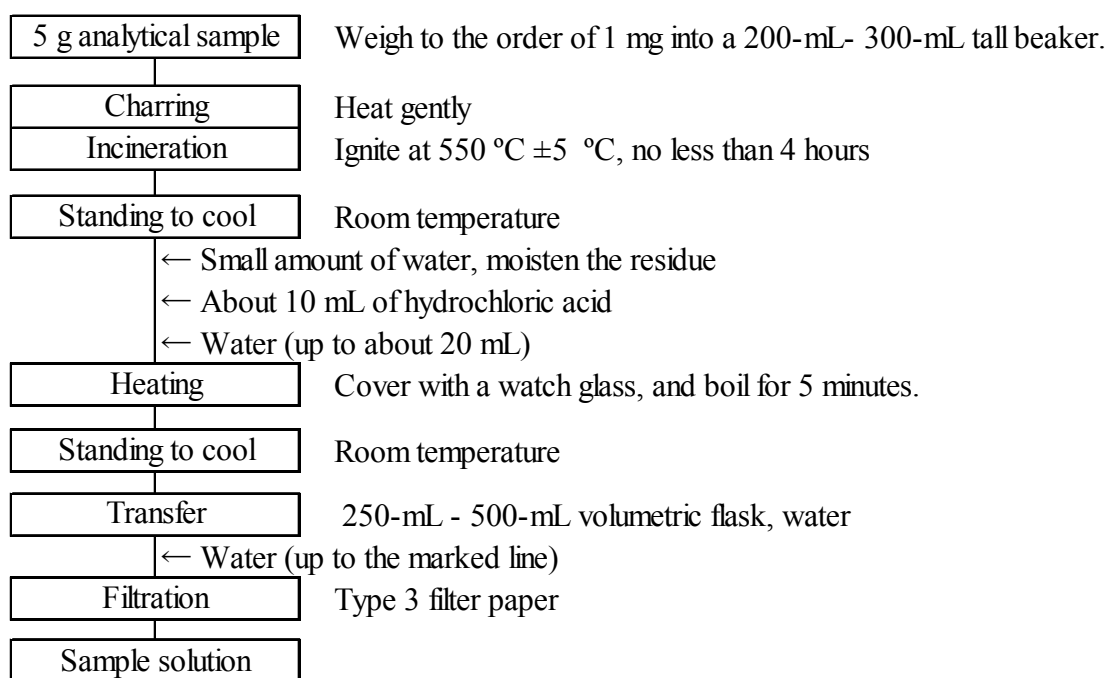 5 g analytical sample Weigh to the order of 1 mg into a 200-mL- 300-mL tall beaker.
Charring Heat gently
Incineration Ignite at 550 ºC ±5 ºC, no less than 4 hours
Standing to cool Room temperature
← Small amount of water, moisten the residue
← About 10 mL of hydrochloric acid
← Water (up to about 20 mL)
Heating Cover with a watch glass, and boil for 5 minutes.
Standing to cool Room temperature
Transfer 250-mL - 500-mL volumetric flask, water
← Water (up to the marked line)
Filtration Type 3 filter paper
Sample solution